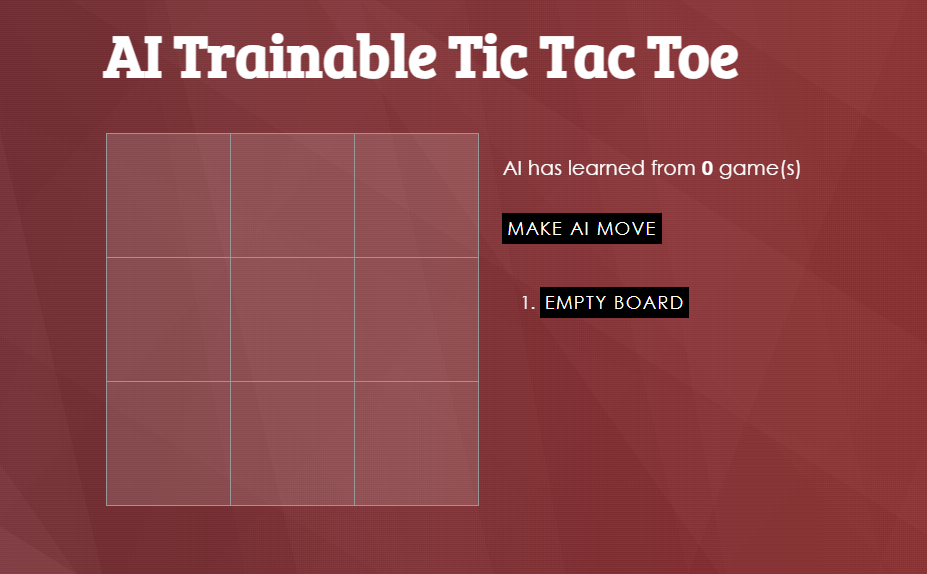 AI Trainable Tic Tac Toe
AI has learned from 0 game(s)
MAKE AI MOVE
1. EMPTY BOARD